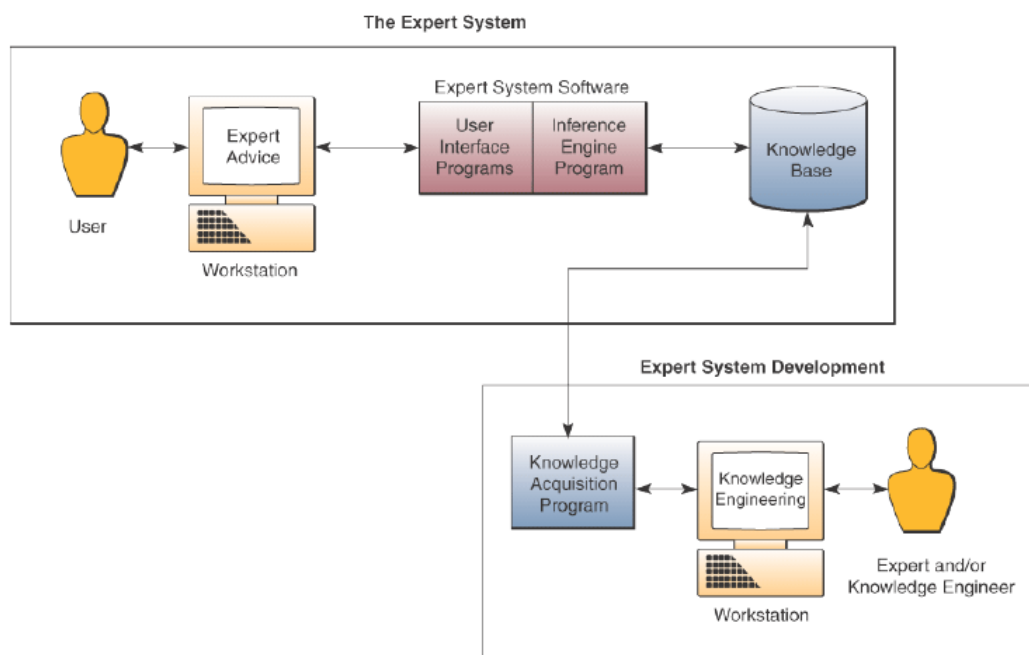 The Expert System
Expert System Software
User
Interface
Programs
Inference
Engine
Program
Expert
Advice
Knowledge
Base
User
Workstation
Expert System Development
Knowledge
Acquisition
Program
Knowledge
Engineering
Expert and/or
Knowledge Engineer
Workstation